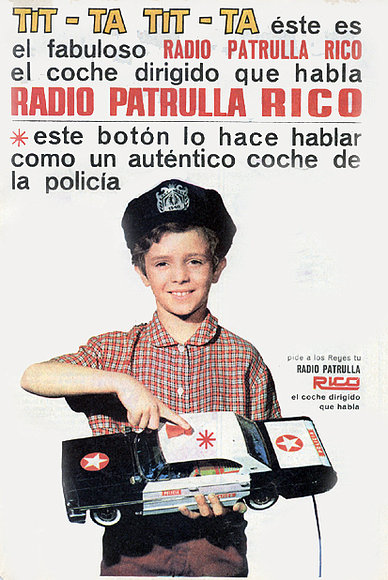 TIT - TA TIT - TA éste es
el fabuloso RADIO PATRULLA RICO
el coche dirigido que habla
RADIO PATRULLA RICO
* este botón lo hace hablar
como un auténtico coche de
la policía
pide a los Reyes tu
RADIO PATRULLA
RICO
el coche dirigido
que habla
POLICIA